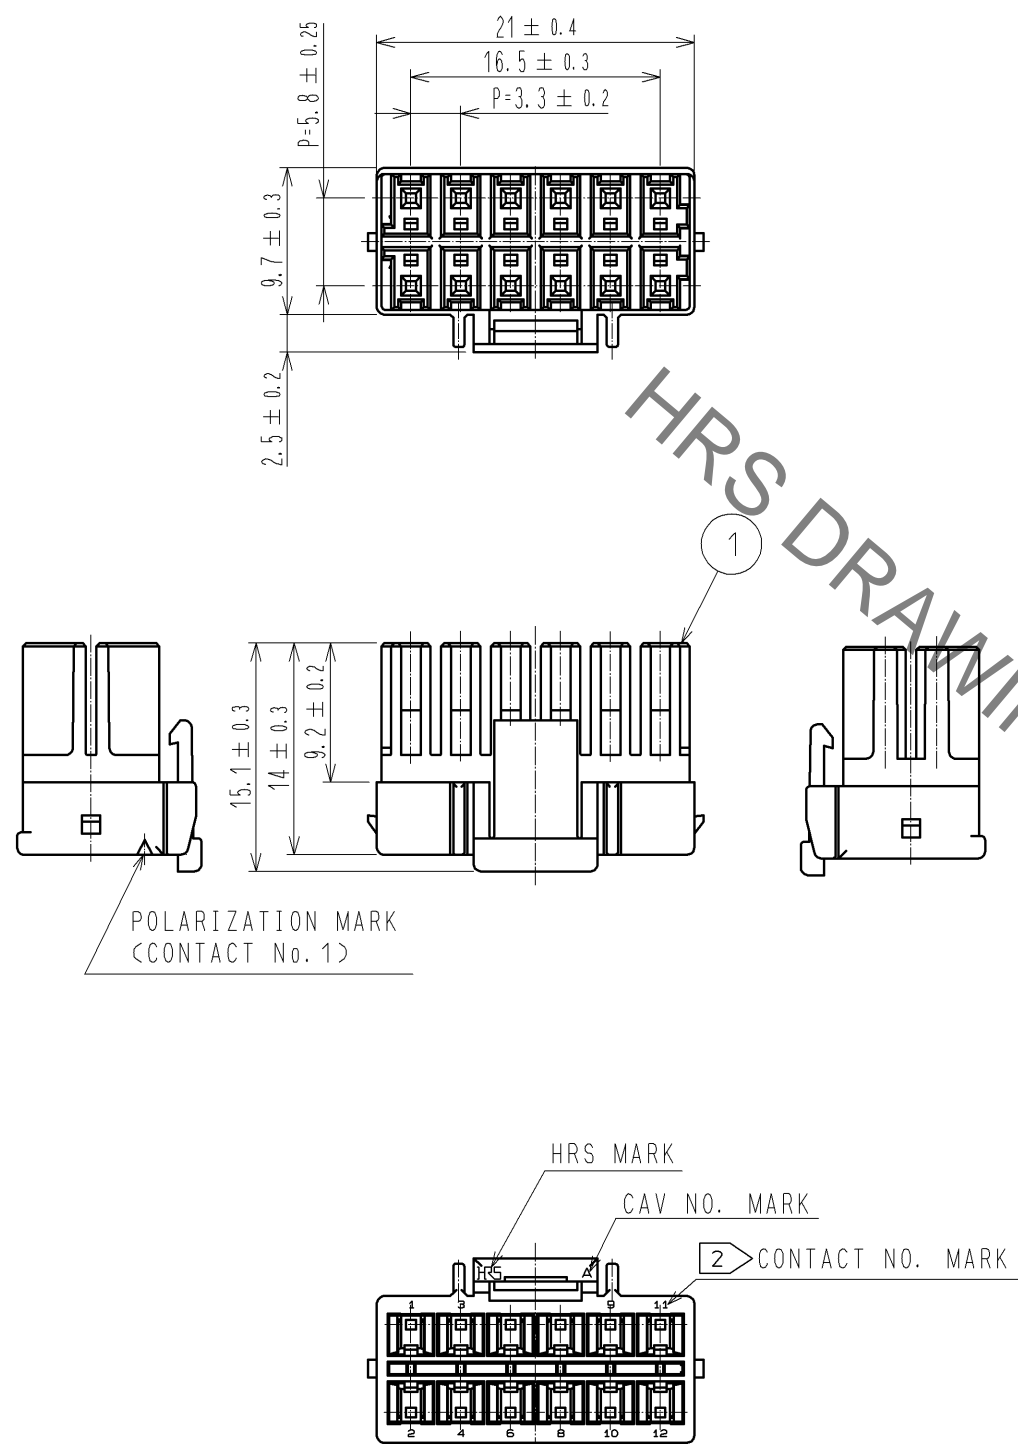 21 ± 0.4
16.5 ± 0.3
P=3.3 ± 0.2
P=5.8 ± 0.25
9.7 ± 0.3
2.5 ± 0.2
HRS DRAWIN
1
15.1 ± 0.3
14 ± 0.3
9.2 ± 0.2
POLARIZATION MARK
(CONTACT No.1)
HRS MARK
CAV NO. MARK
2 CONTACT NO. MARK
HRS A
1 3 9 11
2 4 6 8 10 12